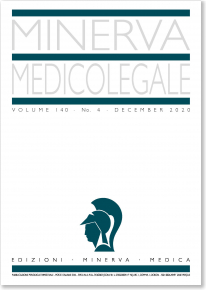 MINERVA
MEDICOLEGALE
VOLUME 140 - No. 4 - DECEMBER 2020
EDIZIONI - MINERVA - MEDICA